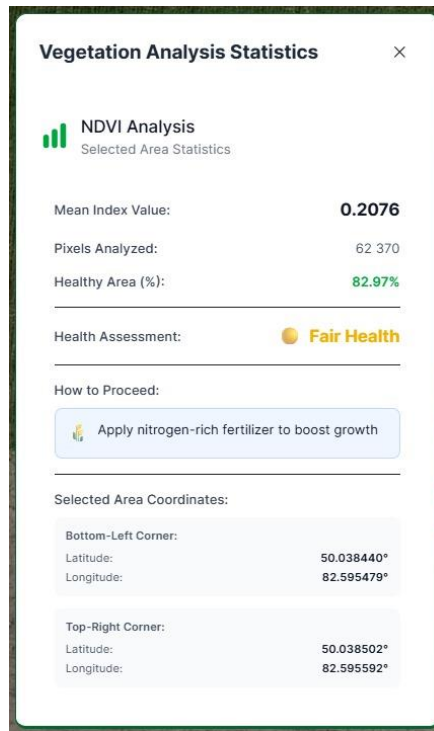 Vegetation Analysis Statistics ×
NDVI Analysis
Selected Area Statistics
Mean Index Value: 0.2076
Pixels Analyzed: 62 370
Healthy Area (%): 82.97%
Health Assessment: Fair Health
How to Proceed:
Apply nitrogen-rich fertilizer to boost growth
Selected Area Coordinates:
Bottom-Left Corner:
Latitude: 50.038440°
Longitude: 82.595479°
Top-Right Corner:
Latitude: 50.038502°
Longitude: 82.595592°